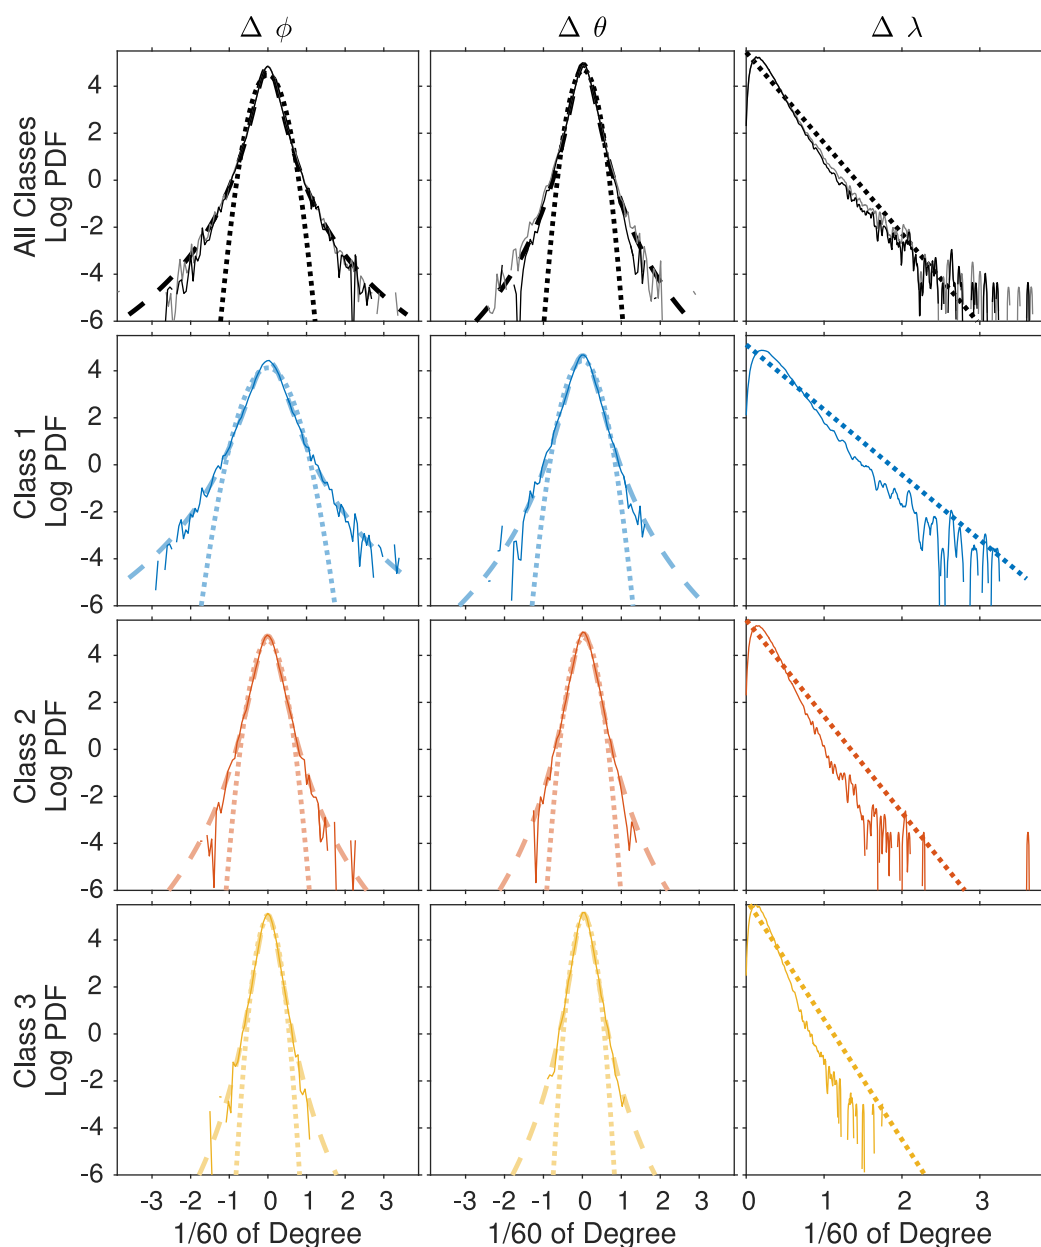 Δ ϕ Δ θ Δ λ
All Classes
Log PDF
4
2
0
-2
-4
-6
Class 1
Log PDF
4
2
0
-2
-4
-6
Class 2
Log PDF
4
2
0
-2
-4
-6
Class 3
Log PDF
4
2
0
-2
-4
-6
-3 -2 -1 0 1 2 3 -3 -2 -1 0 1 2 3 0 1 2 3
1/60 of Degree 1/60 of Degree 1/60 of Degree